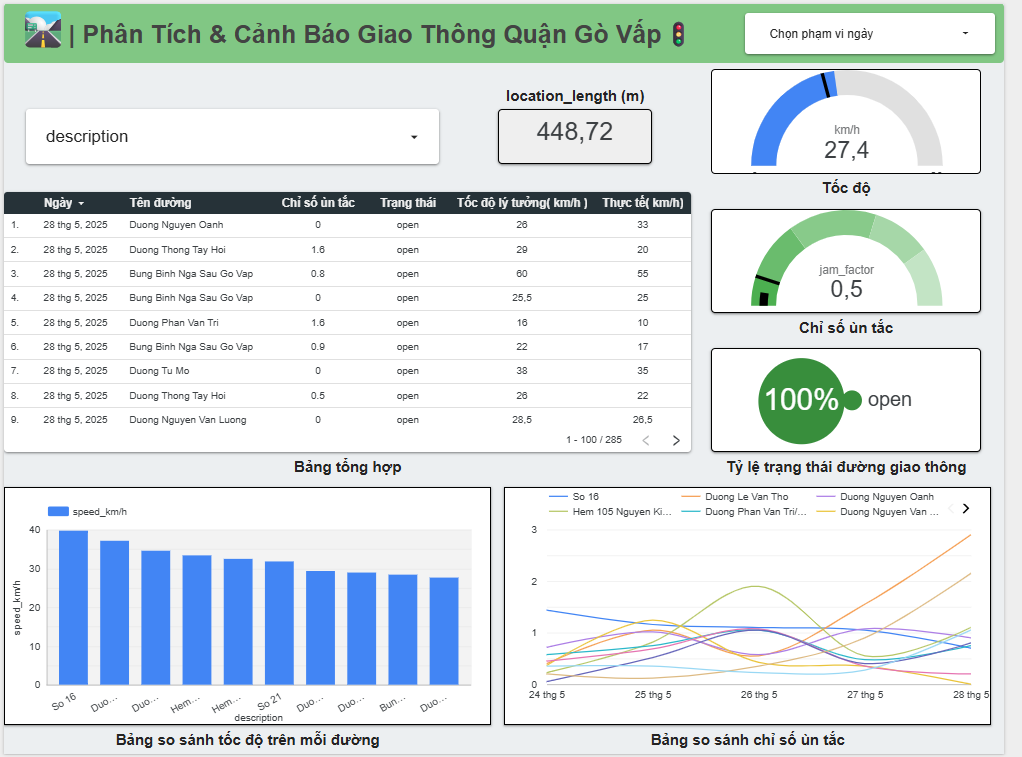 | Phân Tích & Cảnh Báo Giao Thông Quận Gò Vấp
Chọn phạm vi ngày
description
location_length (m)
448,72
km/h
27,4
Tốc độ
Ngày Tên đường Chỉ số ùn tắc Trạng thái Tốc độ lý tưởng( km/h ) Thực tế( km/h)
1. 28 thg 5, 2025 Duong Nguyen Oanh 0 open 26 33
2. 28 thg 5, 2025 Duong Thong Tay Hoi 1.6 open 29 20
3. 28 thg 5, 2025 Bung Binh Nga Sau Go Vap 0.8 open 60 55
4. 28 thg 5, 2025 Bung Binh Nga Sau Go Vap 0 open 25,5 25
5. 28 thg 5, 2025 Duong Phan Van Tri 1.6 open 16 10
6. 28 thg 5, 2025 Bung Binh Nga Sau Go Vap 0.9 open 22 17
7. 28 thg 5, 2025 Duong Tu Mo 0 open 38 35
8. 28 thg 5, 2025 Duong Thong Tay Hoi 0.5 open 26 22
9. 28 thg 5, 2025 Duong Nguyen Van Luong 0 open 28,5 26,5
1 - 100 / 285
Bảng tổng hợp
jam_factor
0,5
Chỉ số ùn tắc
100%
open
Tỷ lệ trạng thái đường giao thông
speed_km/h
40
30
20
10
0
speed_km/h
So 16 Duo... Duo... Hem... Hem... So 21 Duo... Duo... Bun... Duo...
description
Bảng so sánh tốc độ trên mỗi đường
So 16 Duong Le Van Tho Duong Nguyen Oanh
Hem 105 Nguyen Ki... Duong Phan Van Tri/... Duong Nguyen Van ...
3
2
1
0
24 thg 5 25 thg 5 26 thg 5 27 thg 5 28 thg 5
Bảng so sánh chỉ số ùn tắc